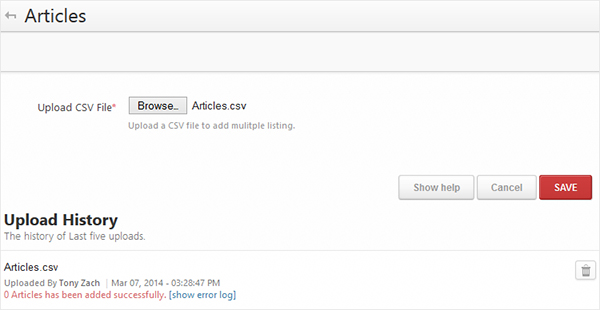 Articles
Upload CSV File*
Browse.. Articles.csv
Upload a CSV file to add mulitple listing.
Show help Cancel SAVE
Upload History
The history of Last five uploads.
Articles.csv
Uploaded By Tony Zach | Mar 07, 2014 - 03:28:47 PM
0 Articles has been added successfully. [show error log]